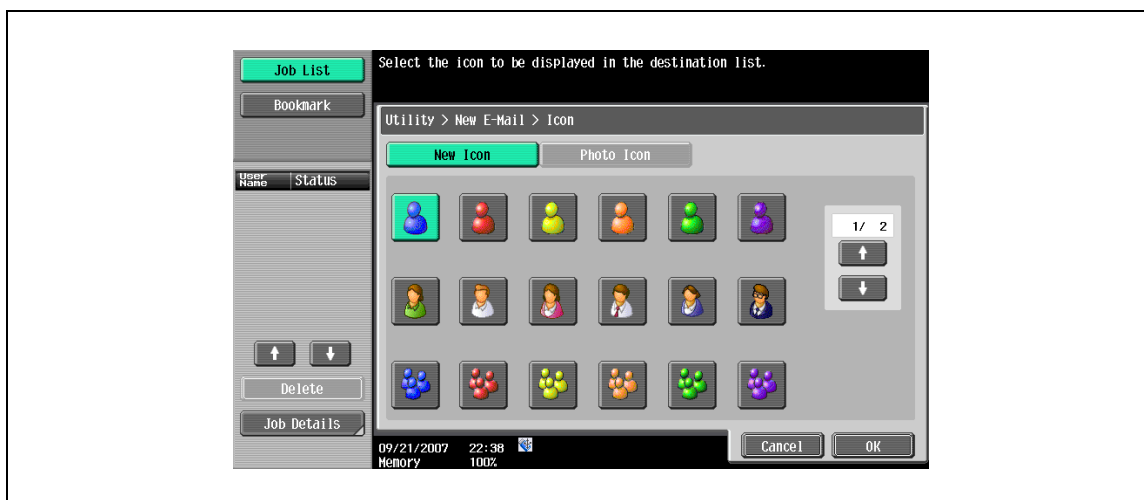 Job List
Bookmark
User Name Status
Delete
Job Details
Select the icon to be displayed in the destination list.
Utility > New E-Mail > Icon
New Icon Photo Icon
1/ 2
09/21/2007 22:38
Memory 100%
Cancel OK